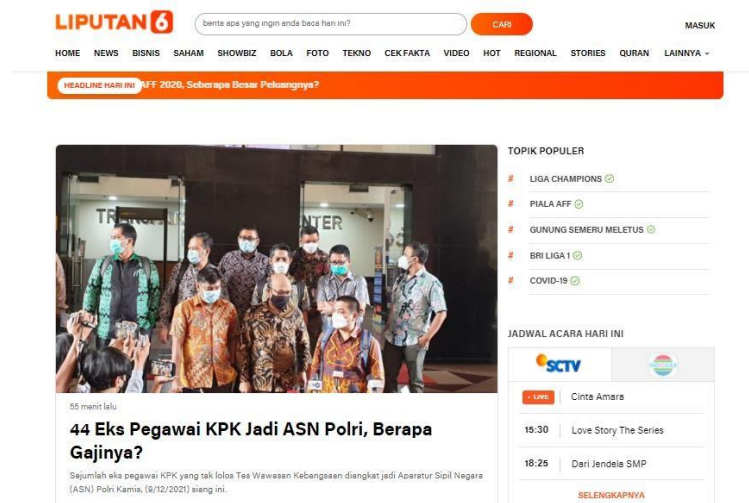 LIPUTAN 6
berita apa yang ingin anda baca hari ini?
CARI
MASUK
HOME NEWS BISNIS SAHAM SHOWBIZ BOLA FOTO TEKNO CEK FAKTA VIDEO HOT REGIONAL STORIES QURAN LAINNYA
HEADLINE HARI INI AFF 2020, Seberapa Besar Peluangnya?
TOPIK POPULER
# LIGA CHAMPIONS
# PIALA AFF
# GUNUNG SEMERU MELETUS
# BRI LIGA 1
# COVID-19
JADWAL ACARA HARI INI
SCTV
LIVE Cinta Amara
15:30 Love Story The Series
18:25 Dari Jendela SMP
SELENGKAPNYA
55 menit lalu
44 Eks Pegawai KPK Jadi ASN Polri, Berapa
Gajinya?
Sejumlah eks pegawai KPK yang tak lolos Tes Wawasan Kebangsaan diangkat jadi Aparatur Sipil Negara
(ASN) Polri Kamis, (9/12/2021) siang ini.